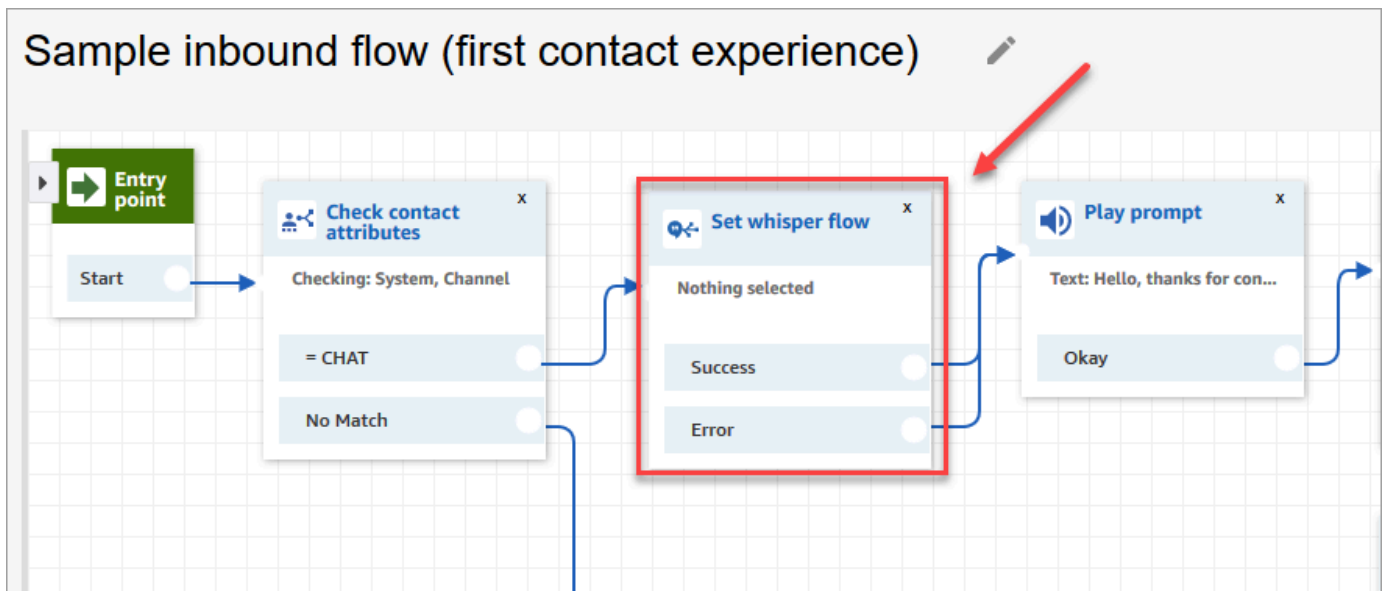 Sample inbound flow (first contact experience)
Entry
point
Start
Check contact
attributes
x
Checking: System, Channel
= CHAT
No Match
Set whisper flow
x
Nothing selected
Success
Error
Play prompt
x
Text: Hello, thanks for con...
Okay